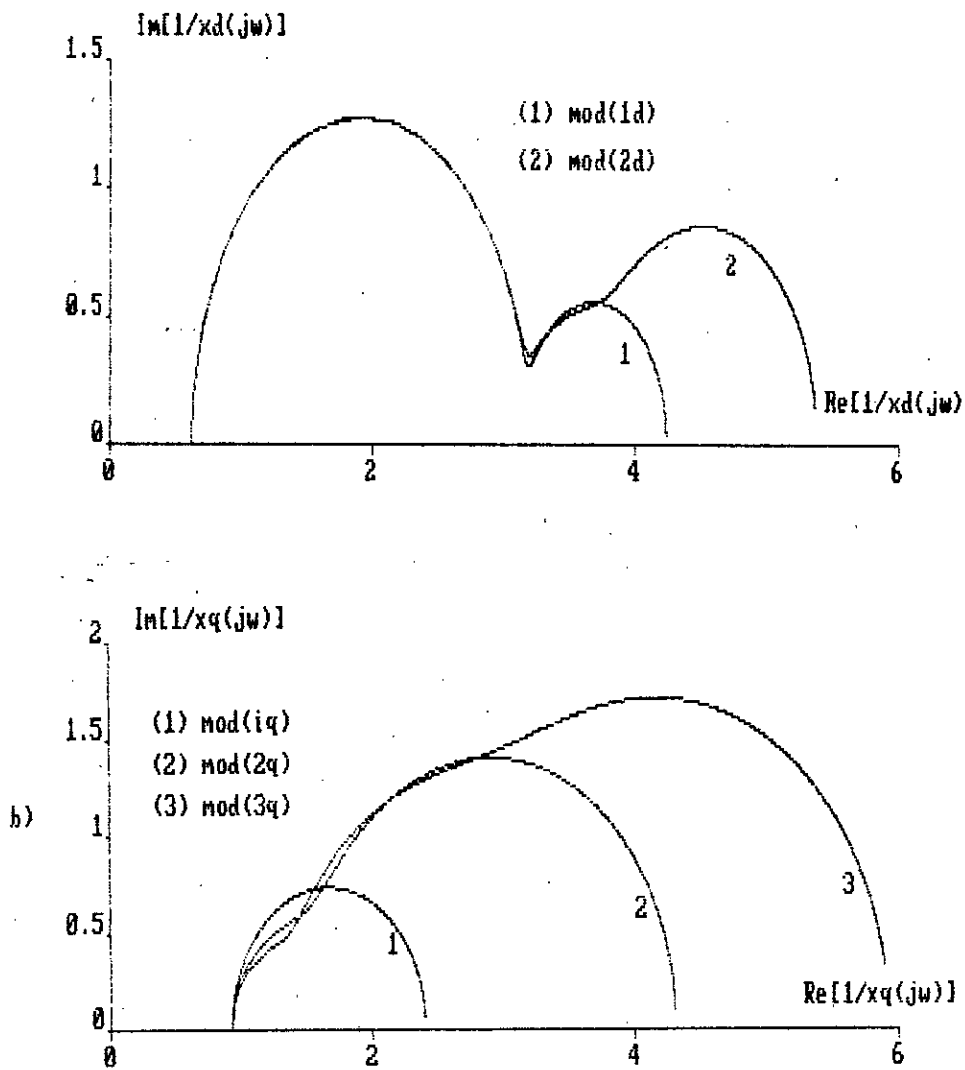 Im[1/xd(jw)]
1.5
(1) mod(1d)
(2) mod(2d)
1
2
0.5
1
Re[1/xd(jw)
0
0 2 4 6
Im[1/xq(jw)]
2
(1) mod(iq)
1.5
(2) mod(2q)
(3) mod(3q)
b)
1
3
2
0.5
1
Re[1/xq(jw)]
0
0 2 4 6